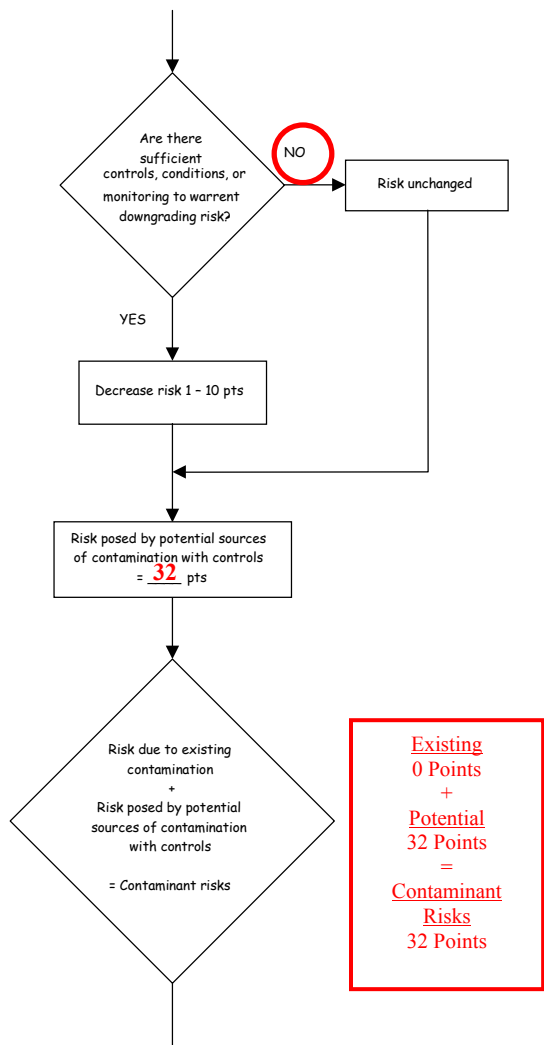 Are there
sufficient
controls, conditions, or
monitoring to warrent
downgrading risk?
NO
Risk unchanged
YES
Decrease risk 1 – 10 pts
Risk posed by potential sources
of contamination with controls
= 32 pts
Risk due to existing
contamination
+
Risk posed by potential
sources of contamination
with controls
= Contaminant risks
Existing
0 Points
+
Potential
32 Points
=
Contaminant
Risks
32 Points